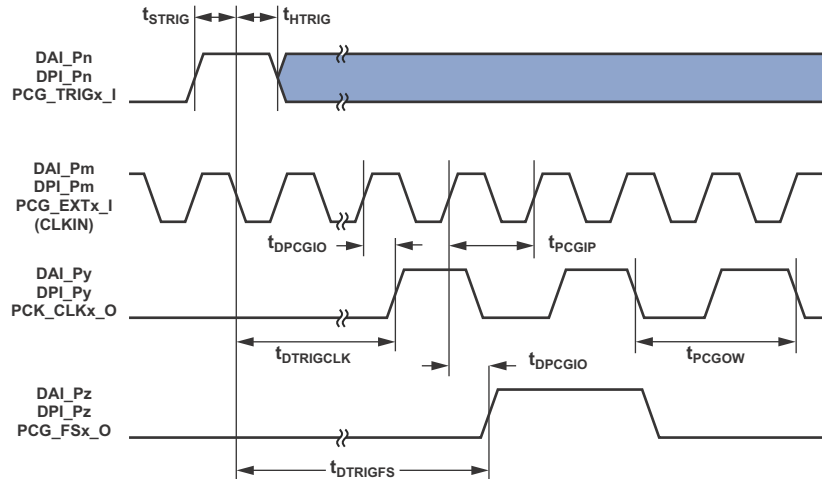 tSTRIG tHTRIG
DAI_Pn
DPI_Pn
PCG_TRIGx_I
DAI_Pm
DPI_Pm
PCG_EXTx_I
(CLKIN)
tDPCGIO tPCGIP
DAI_Py
DPI_Py
PCK_CLKx_O
tDTRIGCLK tDPCGIO tPCGOW
DAI_Pz
DPI_Pz
PCG_FSx_O
tDTRIGFS